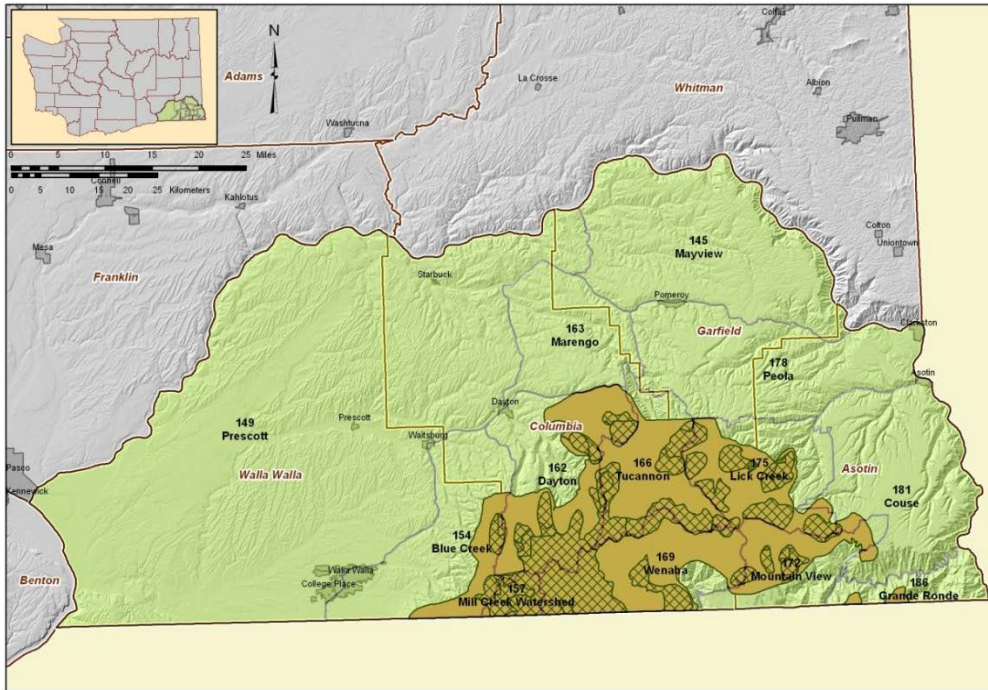 Colfax
N
Adams
La Crosse
Whitman
Albion
Washtucna
Pullman
0 5 10 15 20 25 Miles
0 5 10 15 20 25 Kilometers
Connell
Kahlotus
Colton
Uniontown
Mesa
145
Mayview
Franklin
Starbuck
Pomeroy
Clarkston
163
Marengo
Garfield
178
Peola
Asotin
Dayton
149
Prescott
Prescott
Columbia
Waitsburg
Pasco
Kennewick
Walla Walla
162
Dayton
166
Tucannon
175
Lick Creek
Asotin
181
Couse
154
Blue Creek
169
Wenaha
172
Mountain View
Benton
Walla Walla
College Place
157
Mill Creek Watershed
186
Grande Ronde